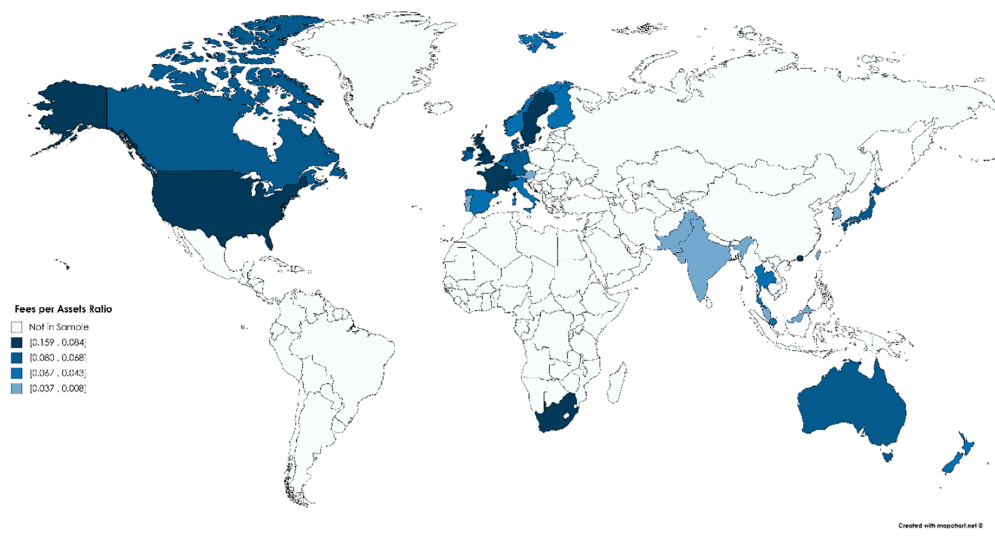 Fees per Assets Ratio
Not in Sample
[0.159 , 0.084]
[0.080 , 0.068]
[0.067 , 0.043]
[0.037 , 0.008]
Created with mapchart.net ©